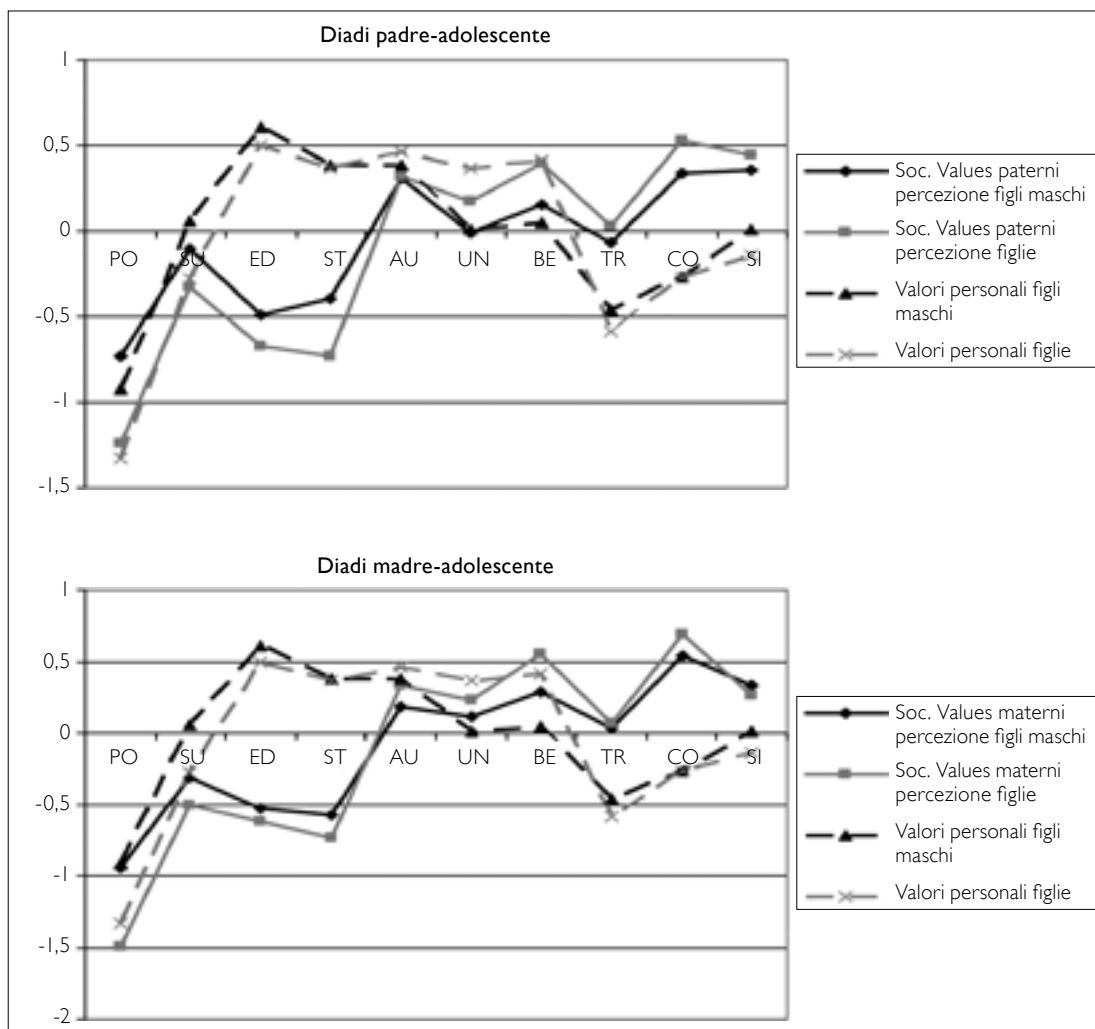 Diadi padre-adolescente
1
0,5
0
-0,5
-1
-1,5
PO SU ED ST AU UN BE TR CO SI
Soc. Values paterni
percezione figli maschi
Soc. Values paterni
percezione figlie
Valori personali figli
maschi
Valori personali figlie
Diadi madre-adolescente
1
0,5
0
-0,5
-1
-1,5
-2
PO SU ED ST AU UN BE TR CO SI
Soc. Values materni
percezione figli maschi
Soc. Values materni
percezione figlie
Valori personali figli
maschi
Valori personali figlie